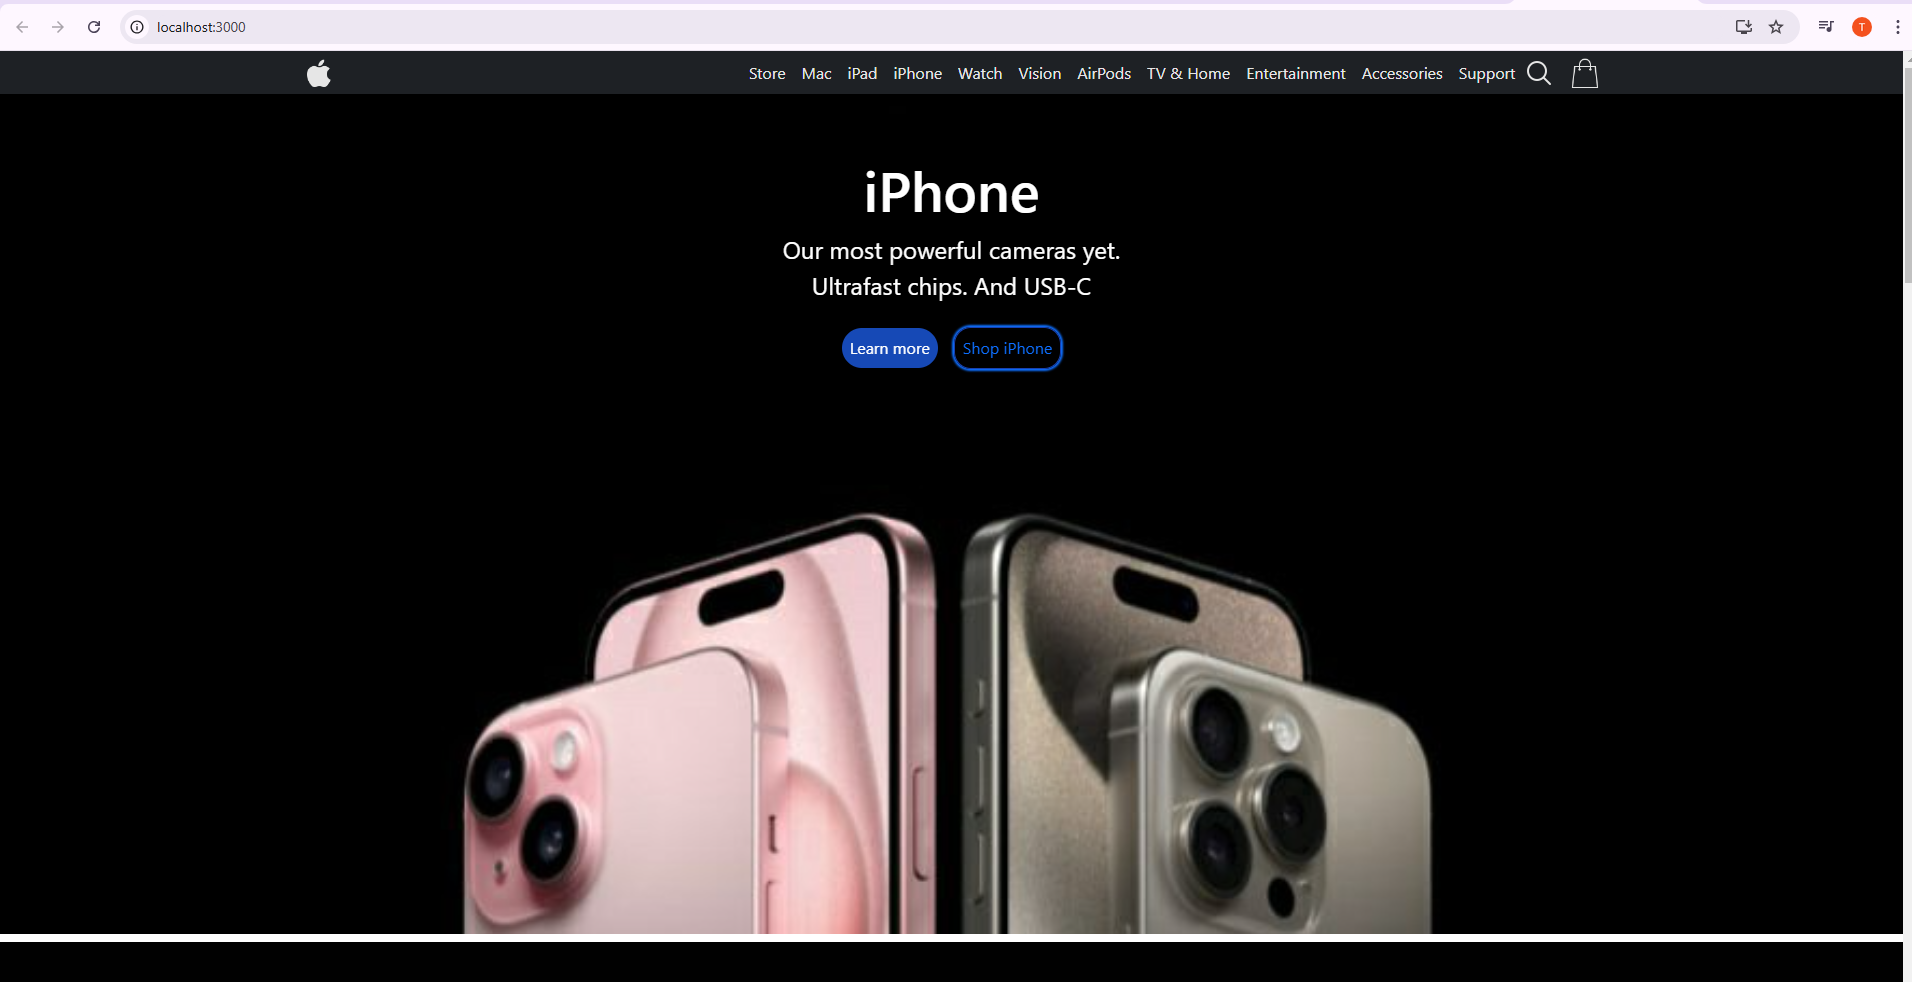 localhost:3000
T
Store Mac iPad iPhone Watch Vision AirPods TV & Home Entertainment Accessories Support
iPhone
Our most powerful cameras yet.
Ultrafast chips. And USB-C
Learn more Shop iPhone